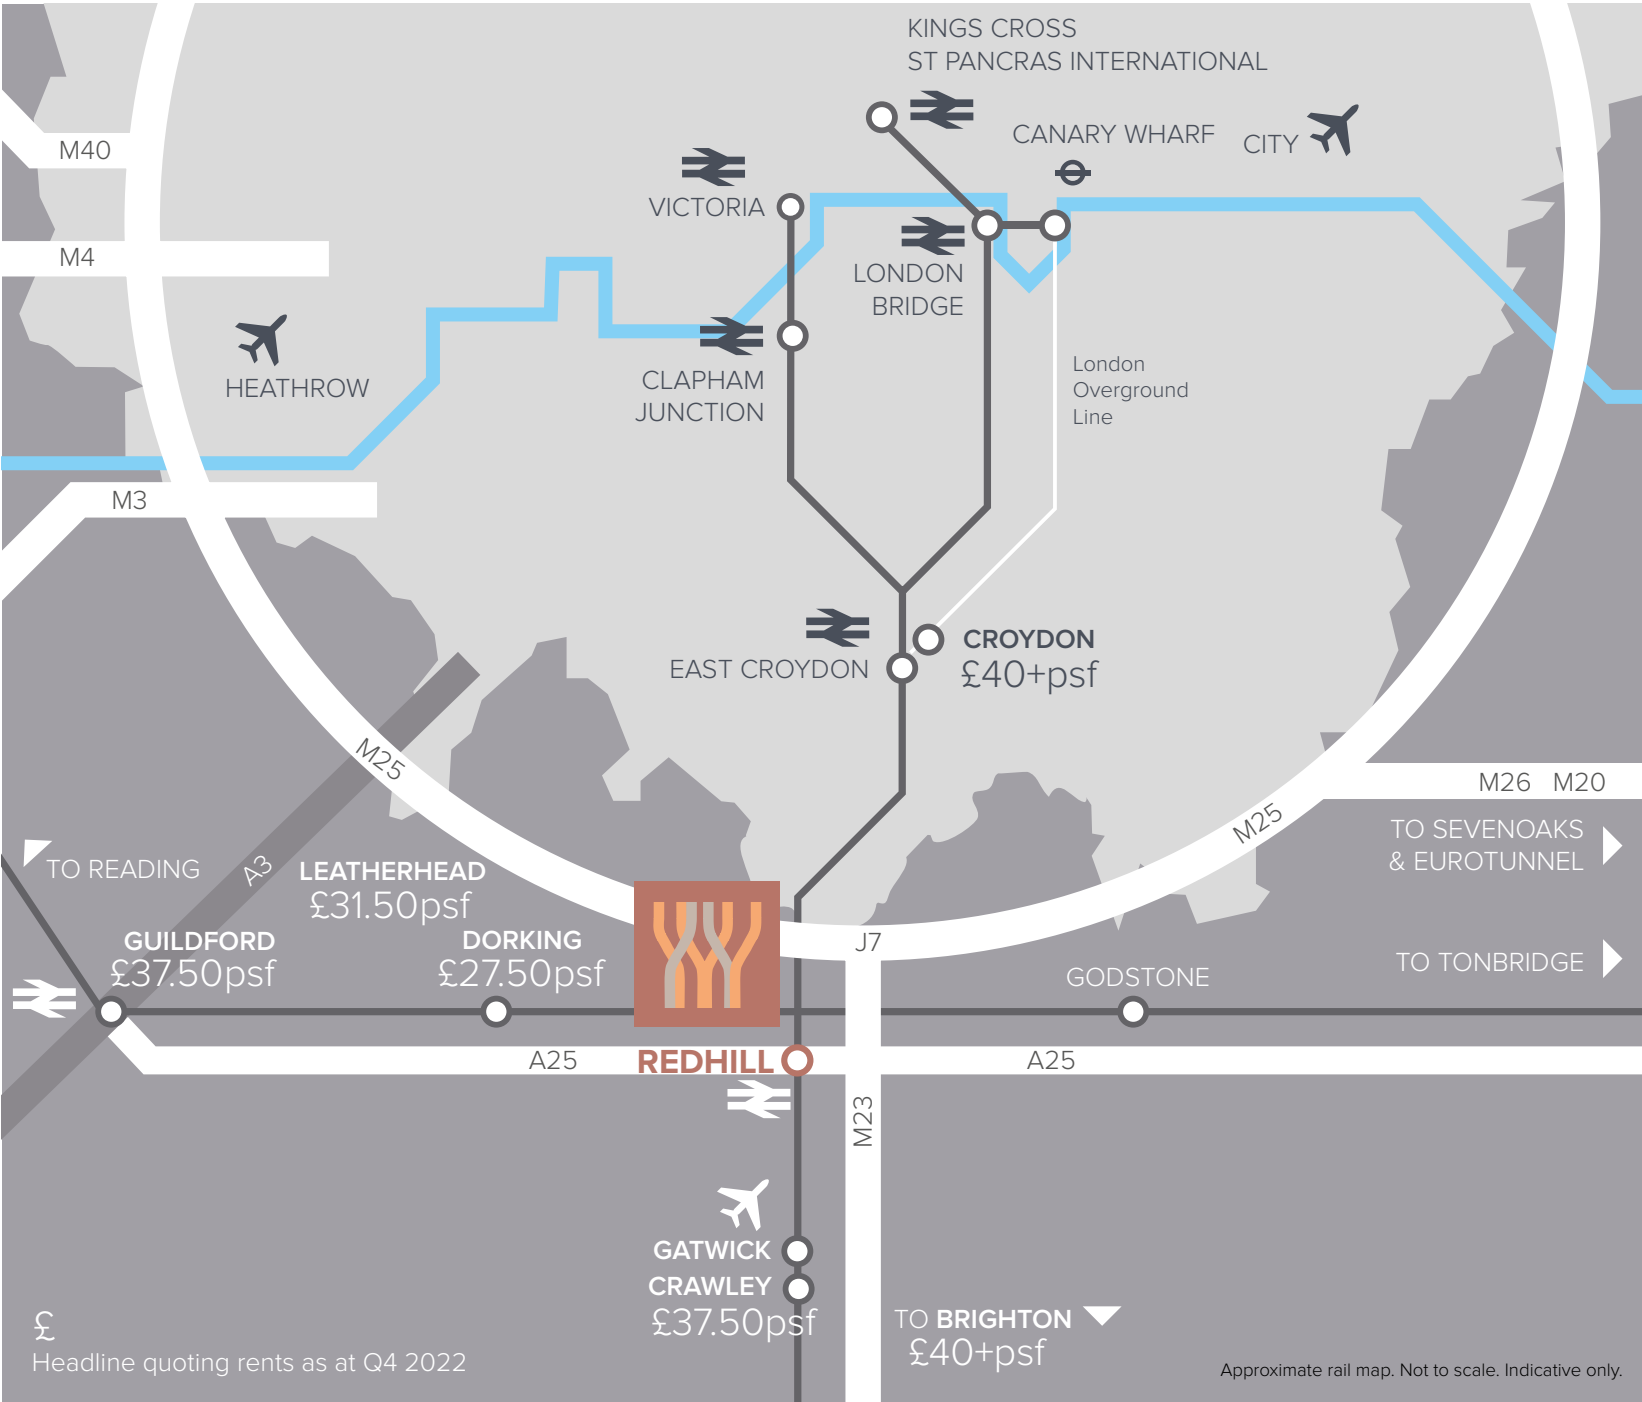 KINGS CROSS
ST PANCRAS INTERNATIONAL
CANARY WHARF
CITY
M40
VICTORIA
M4
LONDON
BRIDGE
HEATHROW
CLAPHAM
JUNCTION
London
Overground
Line
M3
EAST CROYDON
CROYDON
£40+psf
M25
M26 M20
M25
TO SEVENOAKS
& EUROTUNNEL
TO READING
A3
LEATHERHEAD
£31.50psf
GUILDFORD
£37.50psf
DORKING
£27.50psf
J7
GODSTONE
TO TONBRIDGE
A25
REDHILL
A25
M23
GATWICK
CRAWLEY
£37.50psf
TO BRIGHTON
£40+psf
£
Headline quoting rents as at Q4 2022
Approximate rail map. Not to scale. Indicative only.